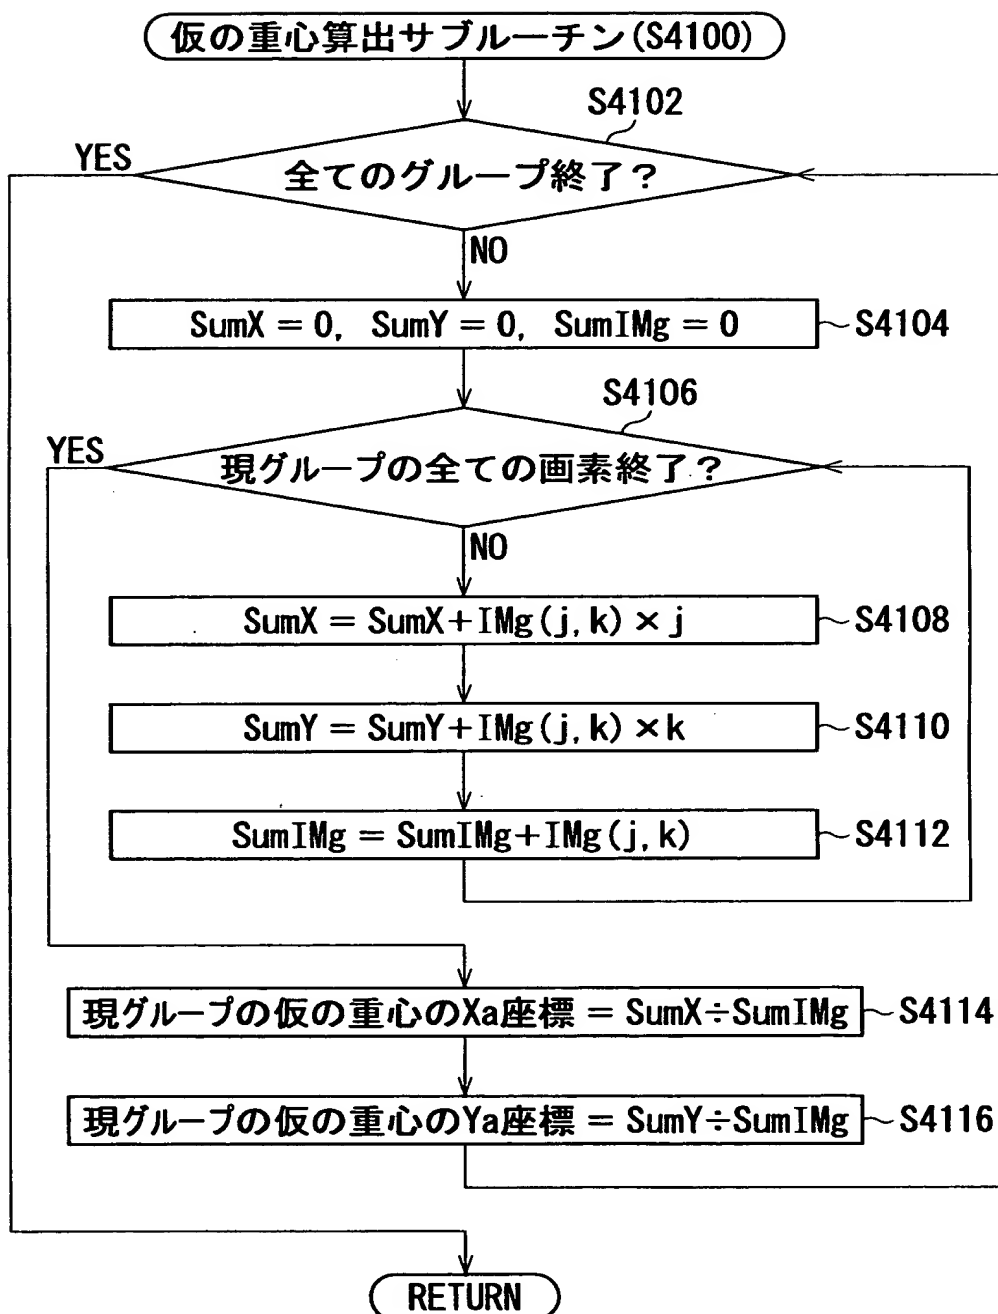 仮の重心算出サブルーチン(S4100)
S4102
YES
全てのグループ終了?
NO
SumX = 0, SumY = 0, SumIMg = 0
S4104
S4106
YES
現グループの全ての画素終了?
NO
SumX = SumX+IMg(j,k)×j
S4108
SumY = SumY+IMg(j,k)×k
S4110
SumIMg = SumIMg+IMg(j,k)
S4112
現グループの仮の重心のXa座標 = SumX÷SumIMg
S4114
現グループの仮の重心のYa座標 = SumY÷SumIMg
S4116
RETURN